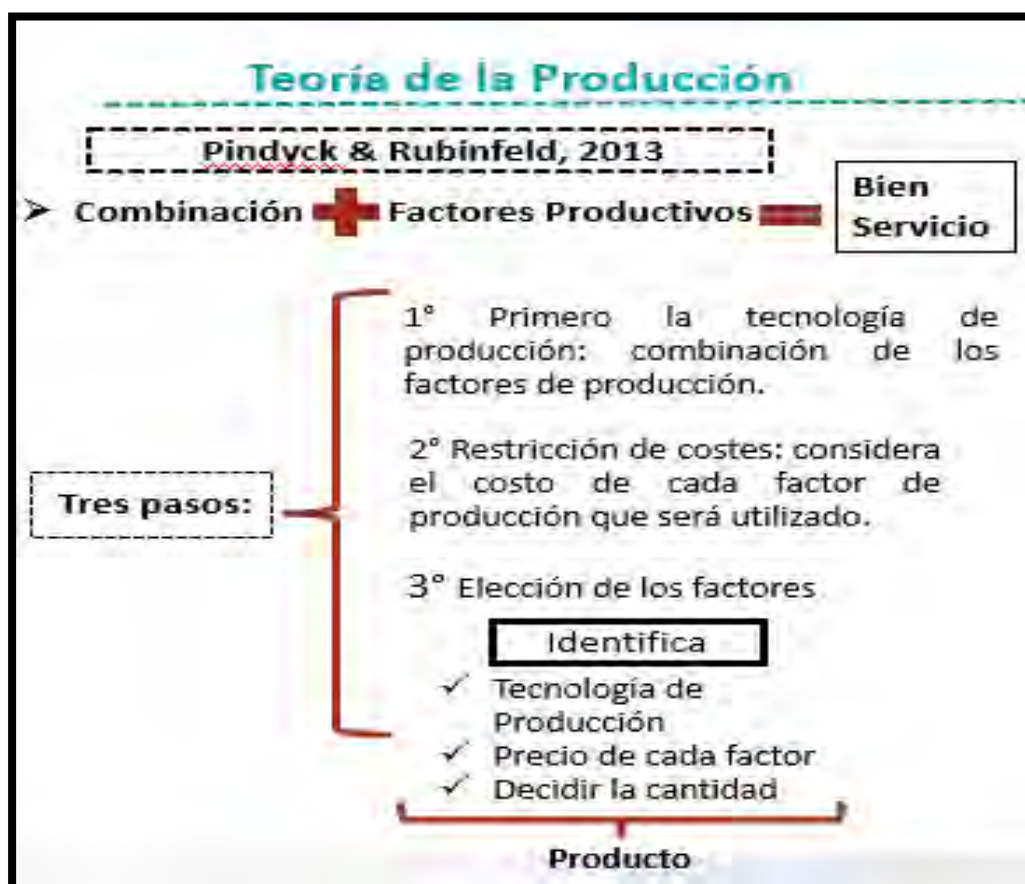 Teoría de la Producción
Pindyck & Rubinfeld, 2013
➢ Combinación + Factores Productivos = Bien
Servicio
1° Primero la tecnología de
producción: combinación de los
factores de producción.
2° Restricción de costes: considera
el costo de cada factor de
producción que será utilizado.
Tres pasos:
3° Elección de los factores
Identifica
✓ Tecnología de
Producción
✓ Precio de cada factor
✓ Decidir la cantidad
Producto